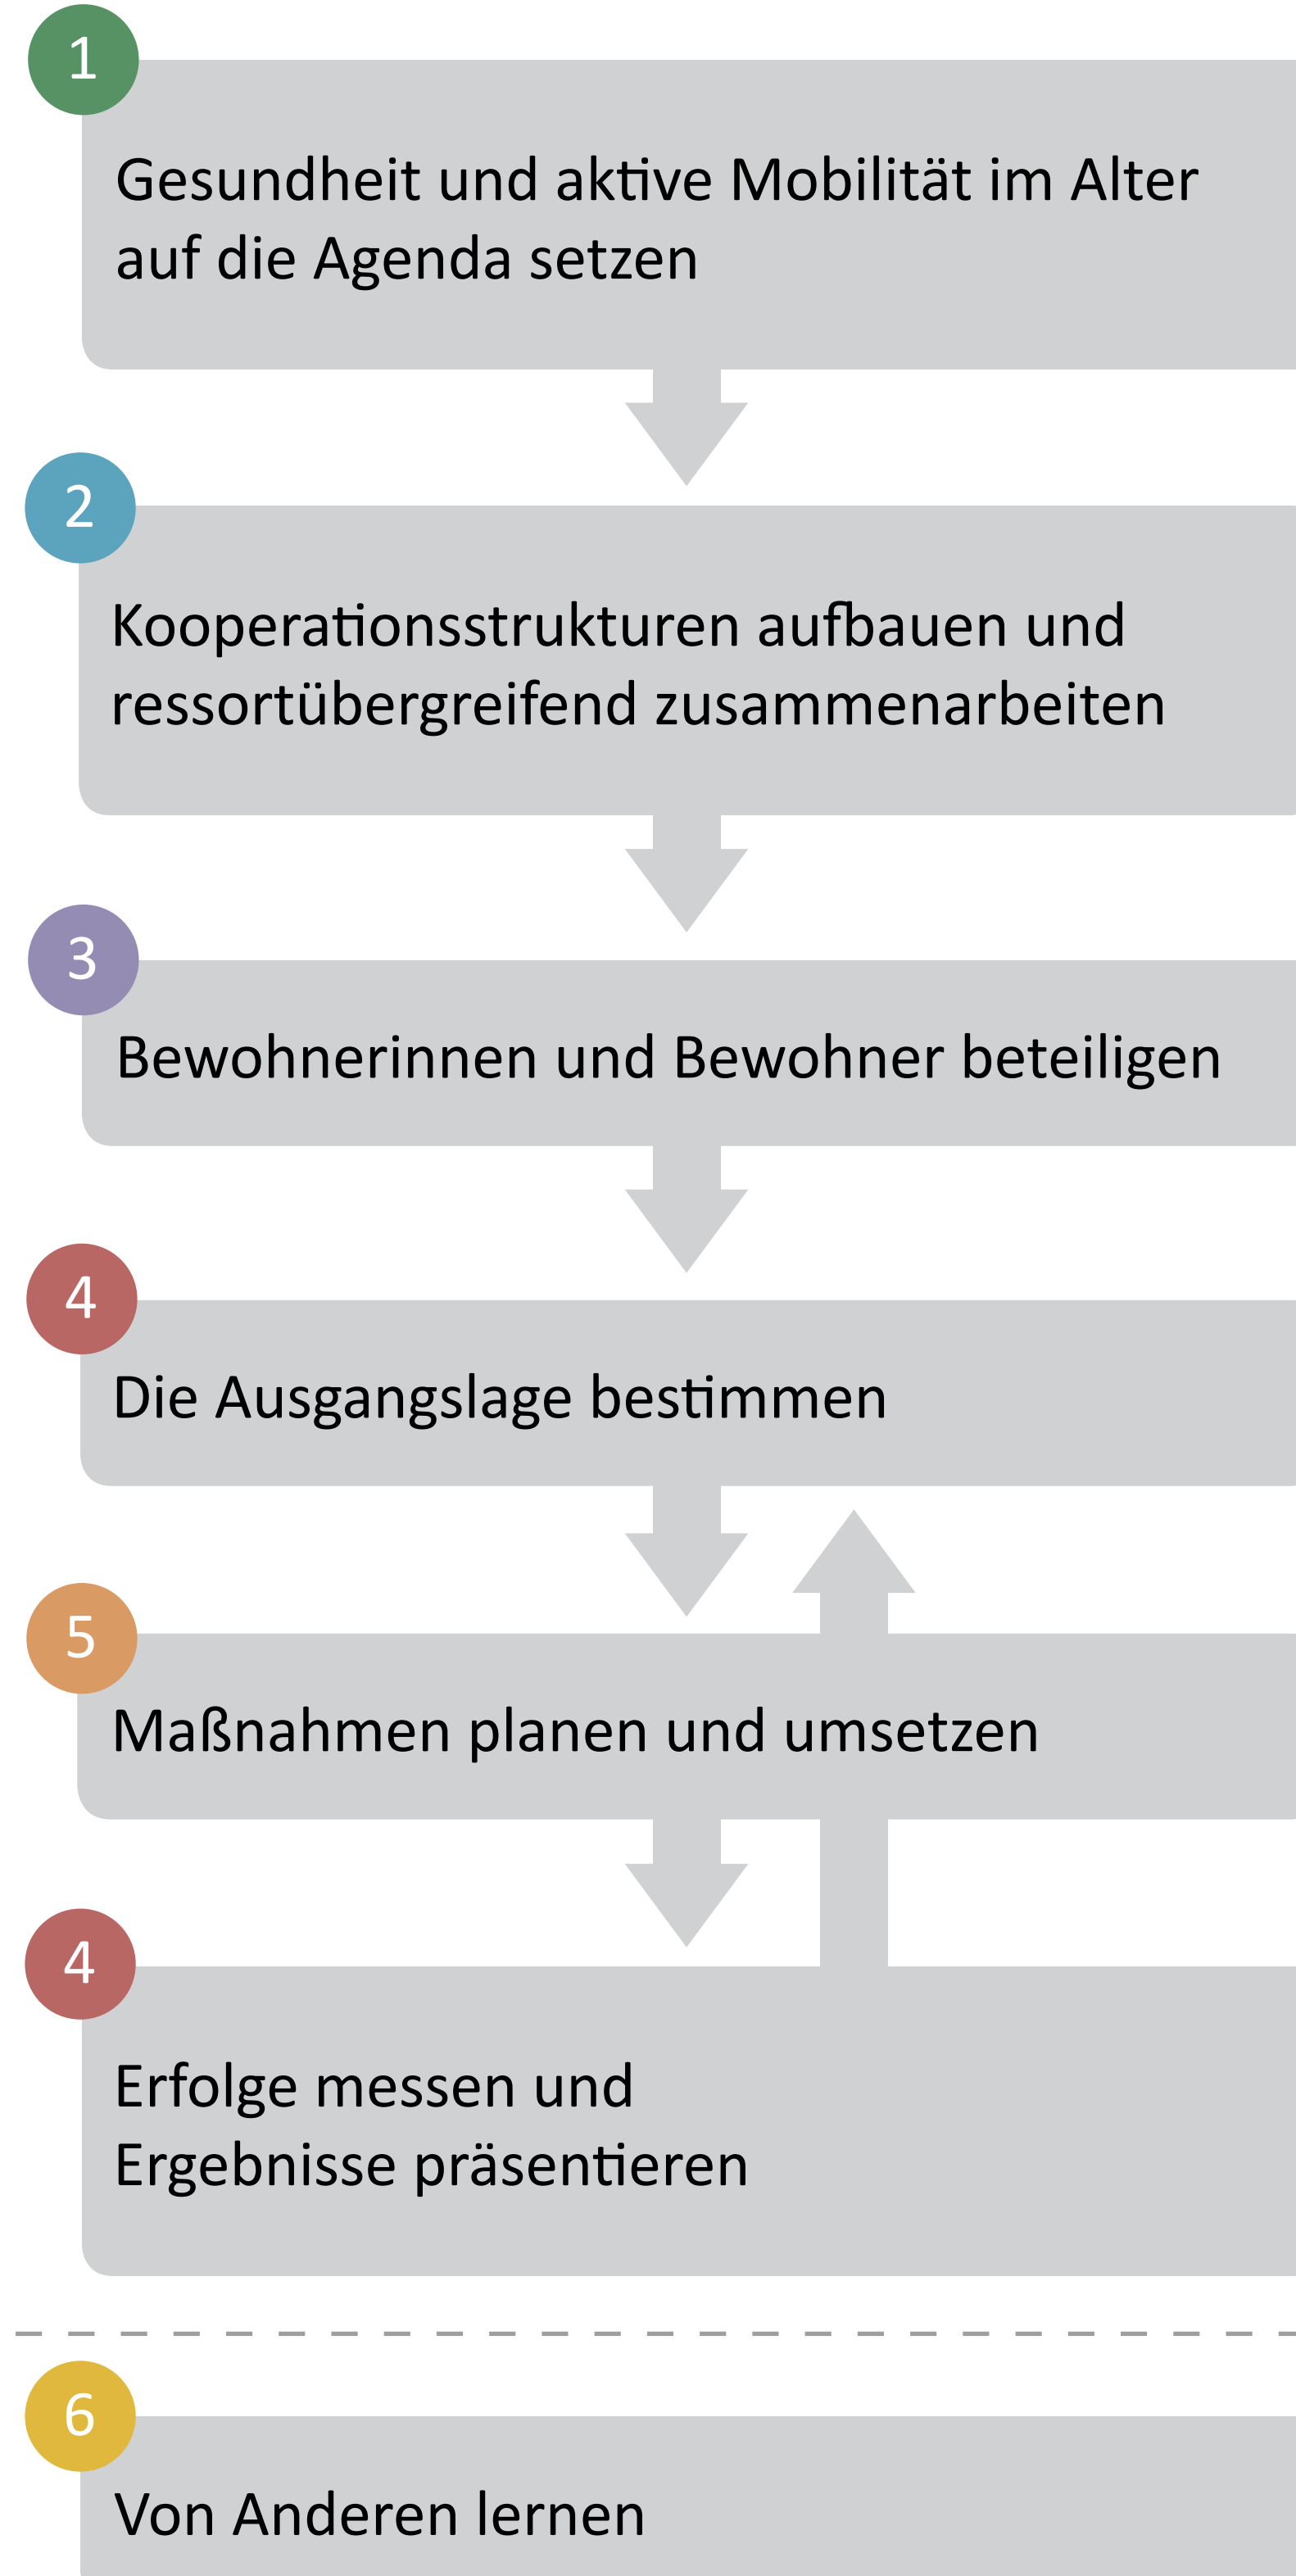 1
Gesundheit und aktive Mobilität im Alter
auf die Agenda setzen
2
Kooperationsstrukturen aufbauen und
ressortübergreifend zusammenarbeiten
3
Bewohnerinnen und Bewohner beteiligen
4
Die Ausgangslage bestimmen
5
Maßnahmen planen und umsetzen
4
Erfolge messen und
Ergebnisse präsentieren
6
Von Anderen lernen